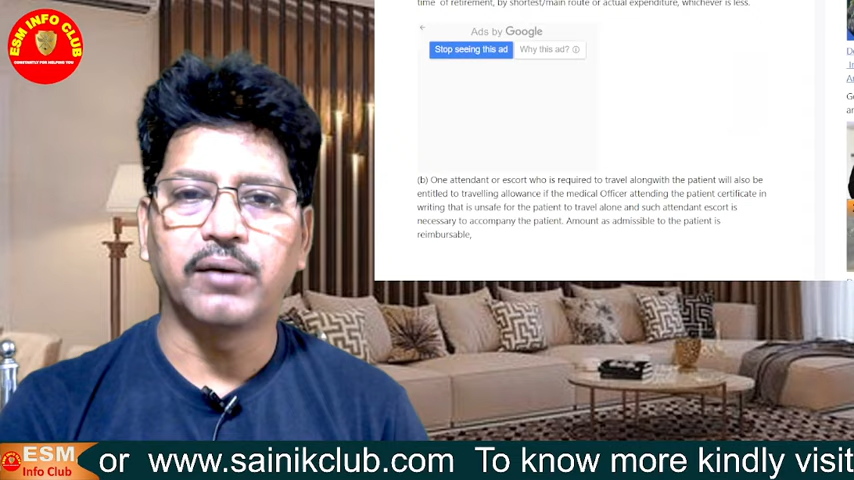 ESM INFO CLUB
CONSTANTLY FOR HELPING YOU
time of retirement, by shortest/main route or actual expenditure, whichever is less.
Ads by Google
Stop seeing this ad
Why this ad?
(b) One attendant or escort who is required to travel alongwith the patient will also be
entitled to travelling allowance if the medical Officer attending the patient certificate in
writing that is unsafe for the patient to travel alone and such attendant escort is
necessary to accompany the patient. Amount as admissible to the patient is
reimbursable,
ESM
Info Club
or www.sainikclub.com To know more kindly visit